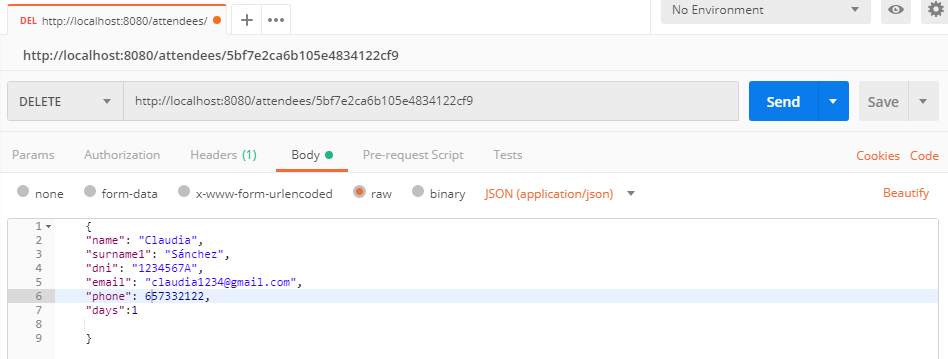 DEL http://localhost:8080/attendees/
No Environment
http://localhost:8080/attendees/5bf7e2ca6b105e4834122cf9
DELETE http://localhost:8080/attendees/5bf7e2ca6b105e4834122cf9 Send Save
Params Authorization Headers (1) Body Pre-request Script Tests Cookies Code
none form-data x-www-form-urlencoded raw binary JSON (application/json) Beautify
1 {
2 "name": "Claudia",
3 "surname1": "Sánchez",
4 "dni": "1234567A",
5 "email": "claudia1234@gmail.com",
6 "phone": 657332122,
7 "days":1
8
9 }